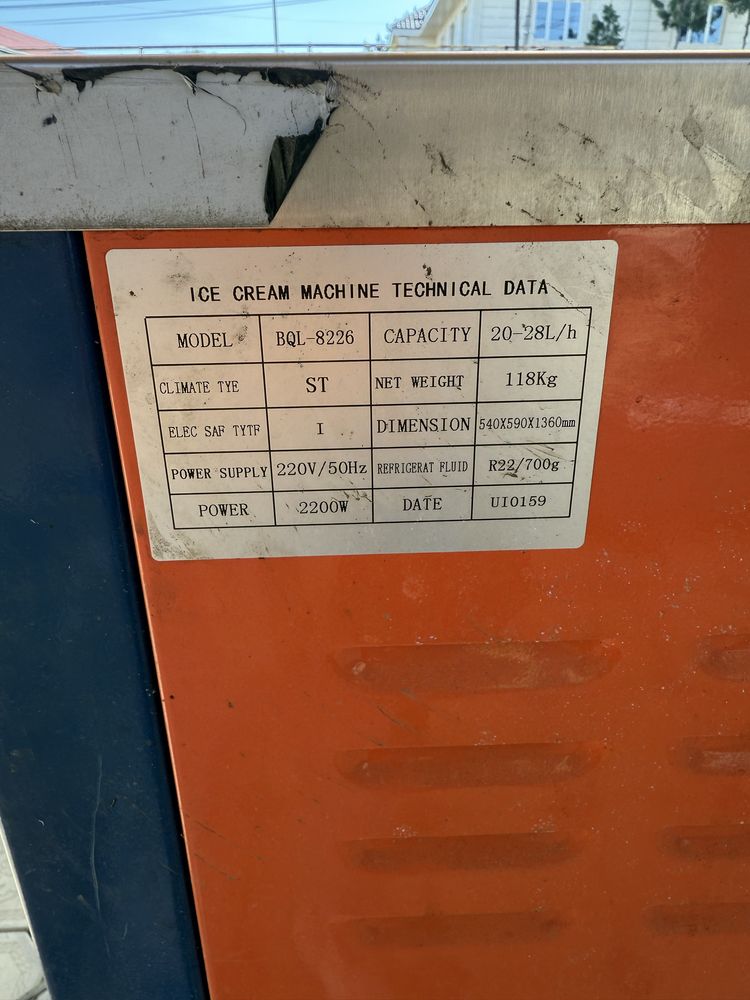 ICE CREAM MACHINE TECHNICAL DATA
MODEL BQL-8226 CAPACITY 20-28L/h
CLIMATE TYE ST NET WEIGHT 118Kg
ELEC SAF TYTF I DIMENSION 540X590X1360mm
POWER SUPPLY 220V/50Hz REFRIGERAT FLUID R22/700g
POWER 2200W DATE UI0159